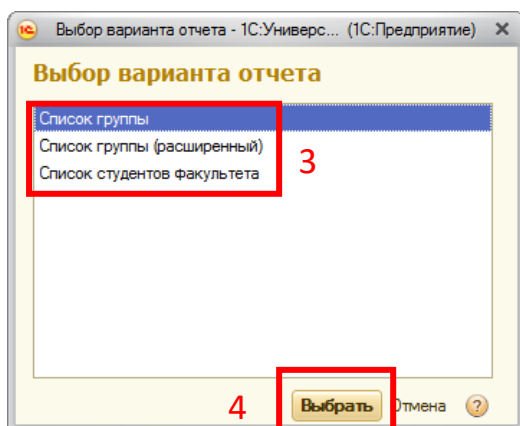 Выбор варианта отчета - 1С:Универс... (1С:Предприятие)
Выбор варианта отчета
Список группы
Список группы (расширенный)
Список студентов факультета
3
4
Выбрать
Отмена
?